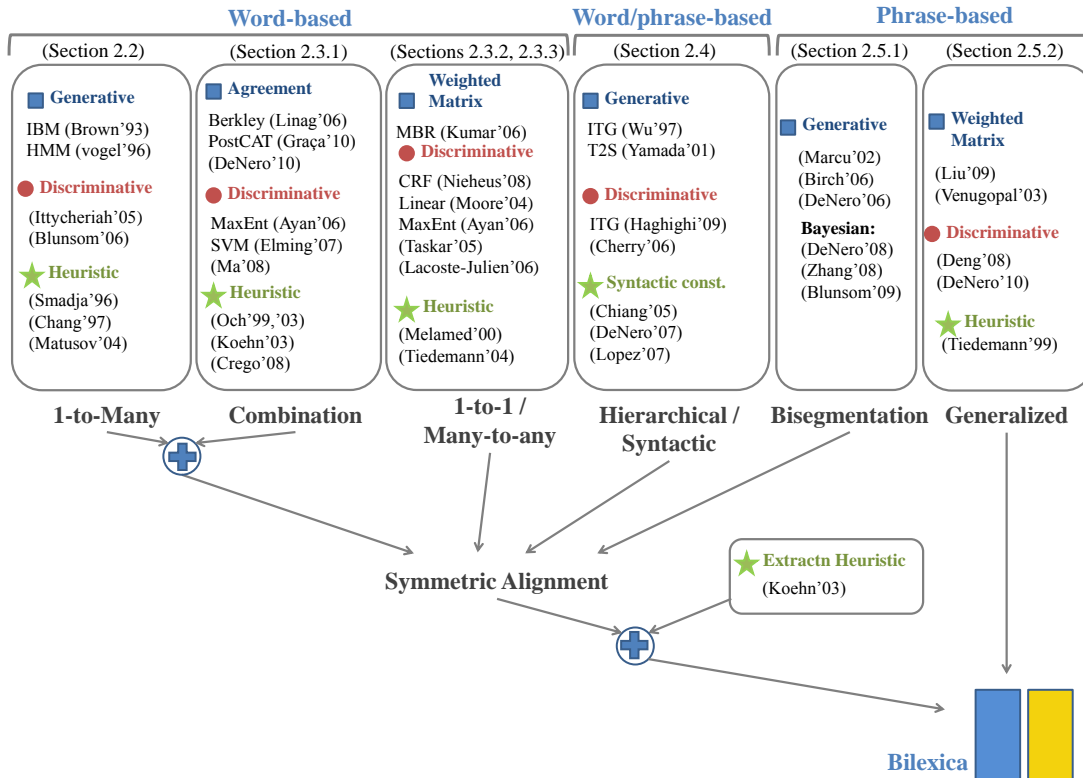 Word-based
Word/phrase-based
Phrase-based
(Section 2.2)
(Section 2.3.1)
(Sections 2.3.2, 2.3.3)
(Section 2.4)
(Section 2.5.1)
(Section 2.5.2)
Generative
IBM (Brown’93)
HMM (vogel’96)
Discriminative
(Ittycheriah’05)
(Blunsom’06)
Heuristic
(Smadja’96)
(Chang’97)
(Matusov’04)
Agreement
Berkley (Linag’06)
PostCAT (Graça’10)
(DeNero’10)
Discriminative
MaxEnt (Ayan’06)
SVM (Elming’07)
(Ma’08)
Heuristic
(Och’99,’03)
(Koehn’03)
(Crego’08)
Weighted
Matrix
MBR (Kumar’06)
Discriminative
CRF (Nieheus’08)
Linear (Moore’04)
MaxEnt (Ayan’06)
(Taskar’05)
(Lacoste-Julien’06)
Heuristic
(Melamed’00)
(Tiedemann’04)
Generative
ITG (Wu’97)
T2S (Yamada’01)
Discriminative
ITG (Haghighi’09)
(Cherry’06)
Syntactic const.
(Chiang’05)
(DeNero’07)
(Lopez’07)
Generative
(Marcu’02)
(Birch’06)
(DeNero’06)
Bayesian:
(DeNero’08)
(Zhang’08)
(Blunsom’09)
Weighted
Matrix
(Liu’09)
(Venugopal’03)
Discriminative
(Deng’08)
(DeNero’10)
Heuristic
(Tiedemann’99)
1-to-Many
Combination
1-to-1 /
Many-to-any
Hierarchical /
Syntactic
Bisegmentation
Generalized
Symmetric Alignment
Extractn Heuristic
(Koehn’03)
Bilexica